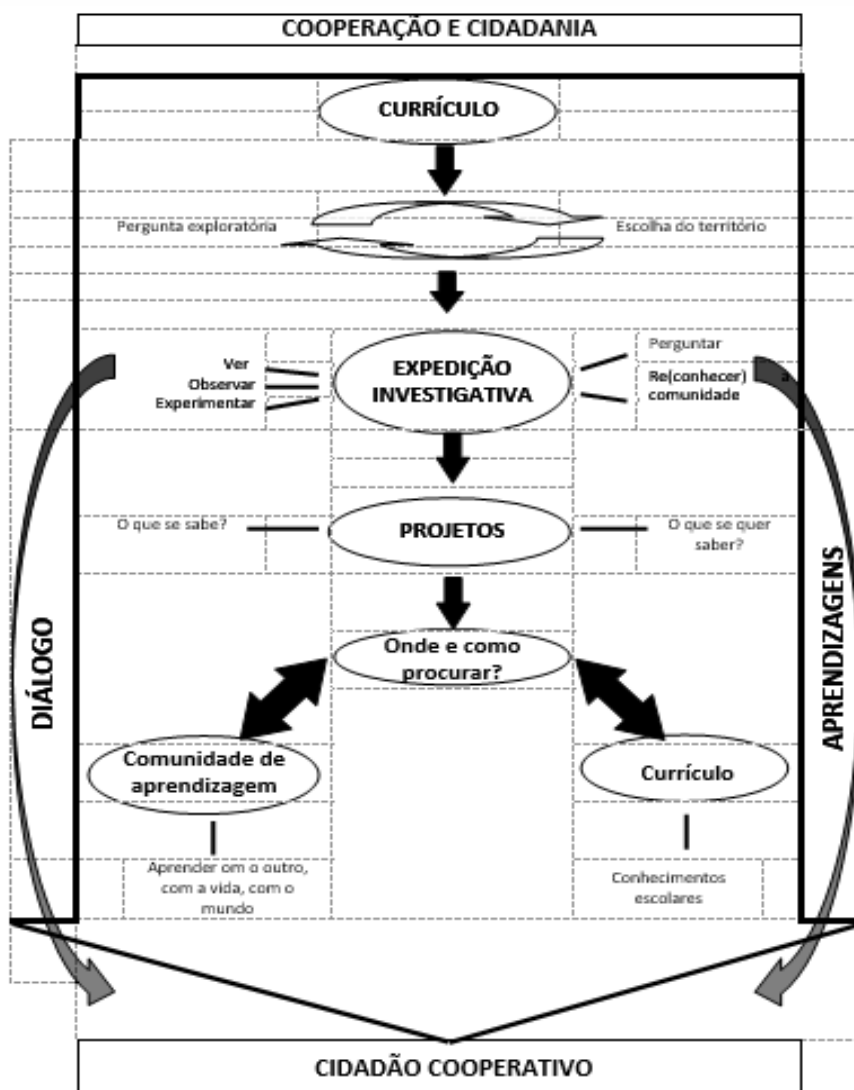 COOPERAÇÃO E CIDADANIA
CURRÍCULO
Pergunta exploratória
Escolha do território
Ver
Observar
Experimentar
EXPEDIÇÃO
INVESTIGATIVA
Perguntar
Re(conhecer) a
comunidade
O que se sabe?
PROJETOS
O que se quer
saber?
DIÁLOGO
APRENDIZAGENS
Onde e como
procurar?
Comunidade de
aprendizagem
Currículo
Aprender om o outro,
com a vida, com o
mundo
Conhecimentos
escolares
CIDADÃO COOPERATIVO